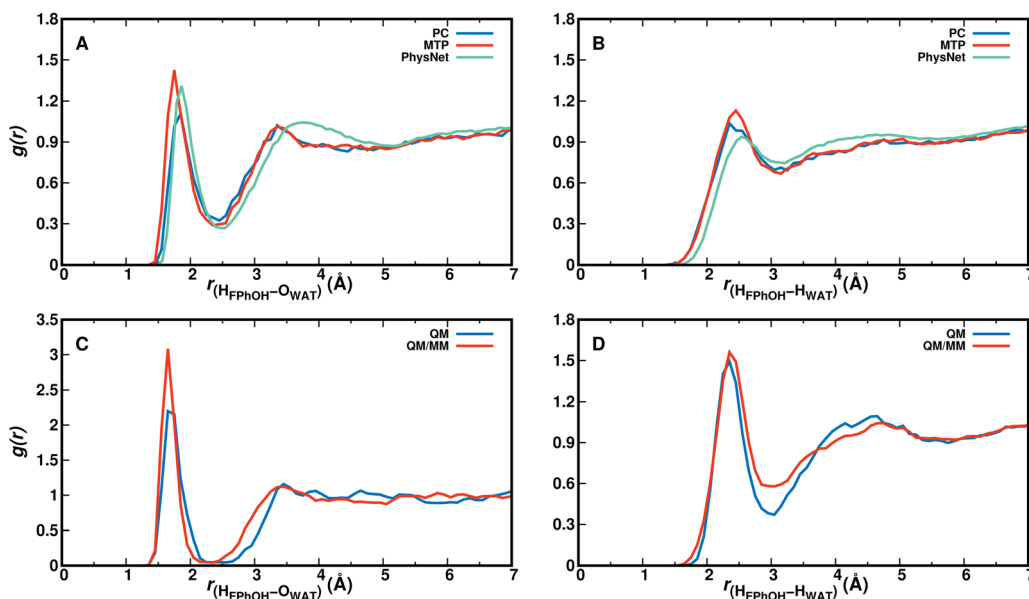 A
PC
MTP
PhysNet
g(r)
1.8
1.5
1.2
0.9
0.6
0.3
0
0 1 2 3 4 5 6 7
r(HFPhOH−OWAT) (Å)
B
PC
MTP
PhysNet
1.8
1.5
1.2
0.9
0.6
0.3
0
0 1 2 3 4 5 6 7
r(HFPhOH−HWAT) (Å)
C
QM
QM/MM
g(r)
3.5
3
2.5
2
1.5
1
0.5
0
0 1 2 3 4 5 6 7
r(HFPhOH−OWAT) (Å)
D
QM
QM/MM
1.8
1.5
1.2
0.9
0.6
0.3
0
0 1 2 3 4 5 6 7
r(HFPhOH−HWAT) (Å)